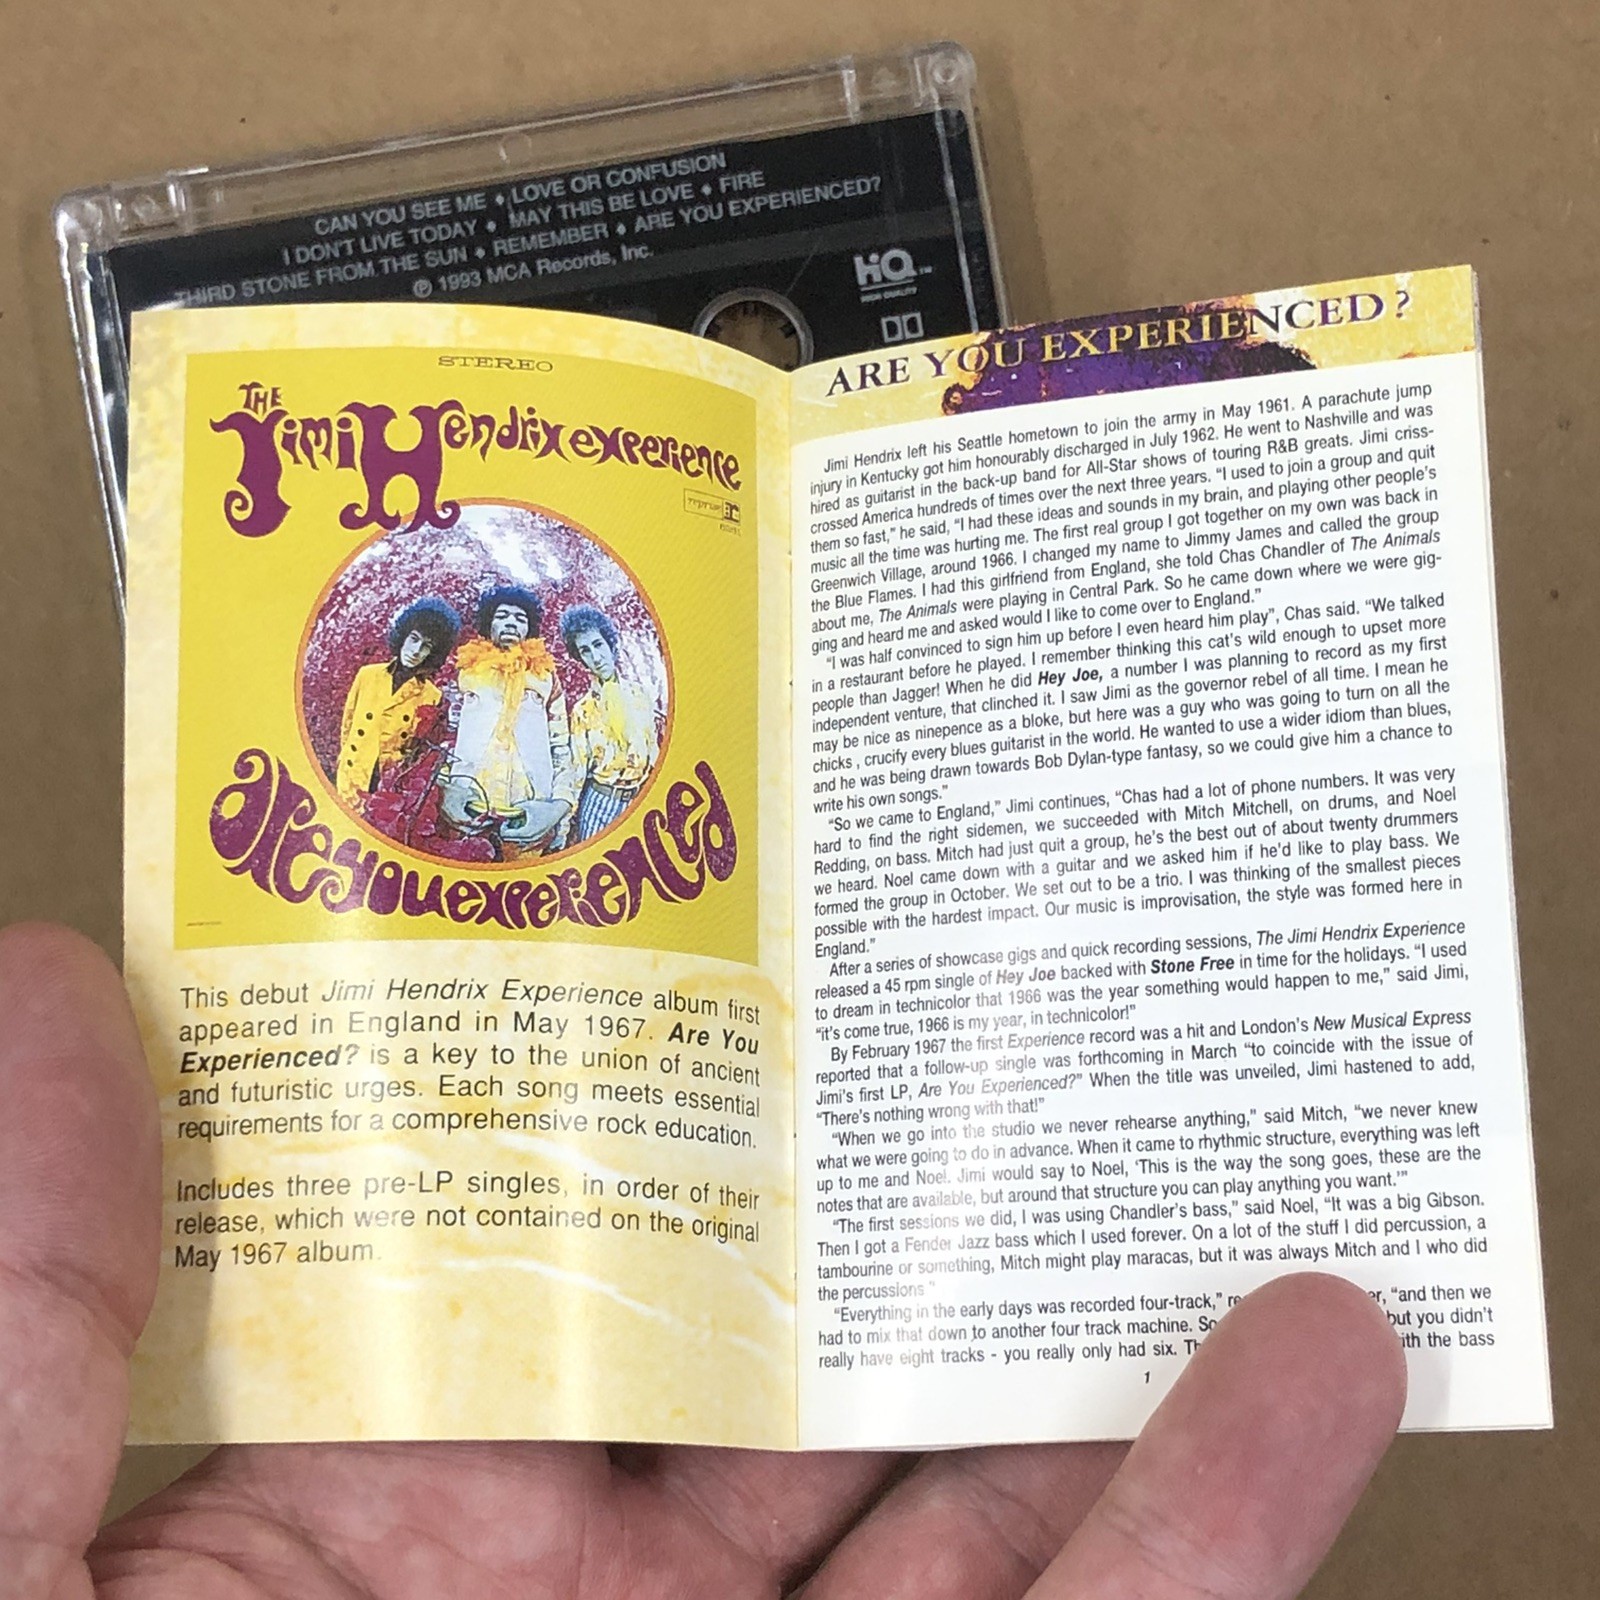 CAN YOU SEE ME ♦ LOVE OR CONFUSION
I DON'T LIVE TODAY ♦ MAY THIS BE LOVE ♦ FIRE
THIRD STONE FROM THE SUN ♦ REMEMBER ♦ ARE YOU EXPERIENCED?
℗ 1993 MCA Records, Inc.
HiQ
HIGH QUALITY
STEREO
THE
Jimi Hendrix experience
reprise
are you experienced
This debut Jimi Hendrix Experience album first
appeared in England in May 1967. Are You
Experienced? is a key to the union of ancient
and futuristic urges. Each song meets essential
requirements for a comprehensive rock education.
Includes three pre-LP singles, in order of their
release, which were not contained on the original
May 1967 album.
ARE YOU EXPERIENCED?
Jimi Hendrix left his Seattle hometown to join the army in May 1961. A parachute jump
injury in Kentucky got him honourably discharged in July 1962. He went to Nashville and was
hired as guitarist in the back-up band for All-Star shows of touring R&B greats. Jimi criss-
crossed America hundreds of times over the next three years. "I used to join a group and quit
them so fast," he said, "I had these ideas and sounds in my brain, and playing other people's
music all the time was hurting me. The first real group I got together on my own was back in
Greenwich Village, around 1966. I changed my name to Jimmy James and called the group
the Blue Flames. I had this girlfriend from England, she told Chas Chandler of The Animals
about me, The Animals were playing in Central Park. So he came down where we were gig-
ging and heard me and asked would I like to come over to England."
"I was half convinced to sign him up before I even heard him play", Chas said. "We talked
in a restaurant before he played. I remember thinking this cat's wild enough to upset more
people than Jagger! When he did Hey Joe, a number I was planning to record as my first
independent venture, that clinched it. I saw Jimi as the governor rebel of all time. I mean he
may be nice as ninepence as a bloke, but here was a guy who was going to turn on all the
chicks , crucify every blues guitarist in the world. He wanted to use a wider idiom than blues,
and he was being drawn towards Bob Dylan-type fantasy, so we could give him a chance to
write his own songs."
"So we came to England," Jimi continues, "Chas had a lot of phone numbers. It was very
hard to find the right sidemen, we succeeded with Mitch Mitchell, on drums, and Noel
Redding, on bass. Mitch had just quit a group, he's the best out of about twenty drummers
we heard. Noel came down with a guitar and we asked him if he'd like to play bass. We
formed the group in October. We set out to be a trio. I was thinking of the smallest pieces
possible with the hardest impact. Our music is improvisation, the style was formed here in
England."
After a series of showcase gigs and quick recording sessions, The Jimi Hendrix Experience
released a 45 rpm single of Hey Joe backed with Stone Free in time for the holidays. "I used
to dream in technicolor that 1966 was the year something would happen to me," said Jimi,
"it's come true, 1966 is my year, in technicolor!"
By February 1967 the first Experience record was a hit and London's New Musical Express
reported that a follow-up single was forthcoming in March "to coincide with the issue of
Jimi's first LP, Are You Experienced?" When the title was unveiled, Jimi hastened to add,
"There's nothing wrong with that!"
"When we go into the studio we never rehearse anything," said Mitch, "we never knew
what we were going to do in advance. When it came to rhythmic structure, everything was left
up to me and Noel. Jimi would say to Noel, 'This is the way the song goes, these are the
notes that are available, but around that structure you can play anything you want.'"
"The first sessions we did, I was using Chandler's bass," said Noel, "It was a big Gibson.
Then I got a Fender Jazz bass which I used forever. On a lot of the stuff I did percussion, a
tambourine or something, Mitch might play maracas, but it was always Mitch and I who did
the percussions."
"Everything in the early days was recorded four-track," "and then we
had to mix that down to another four track machine. So but you didn't
really have eight tracks - you really only had six. with the bass
1